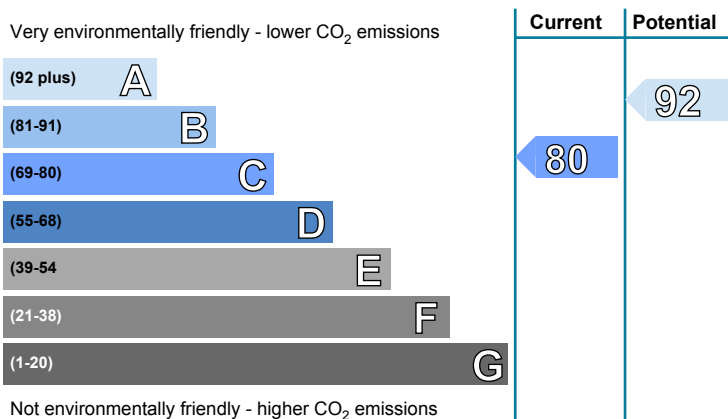 Very environmentally friendly - lower CO2 emissions
Current
Potential
(92 plus) A
(81-91) B
(69-80) C
(55-68) D
(39-54 E
(21-38) F
(1-20) G
92
80
Not environmentally friendly - higher CO2 emissions